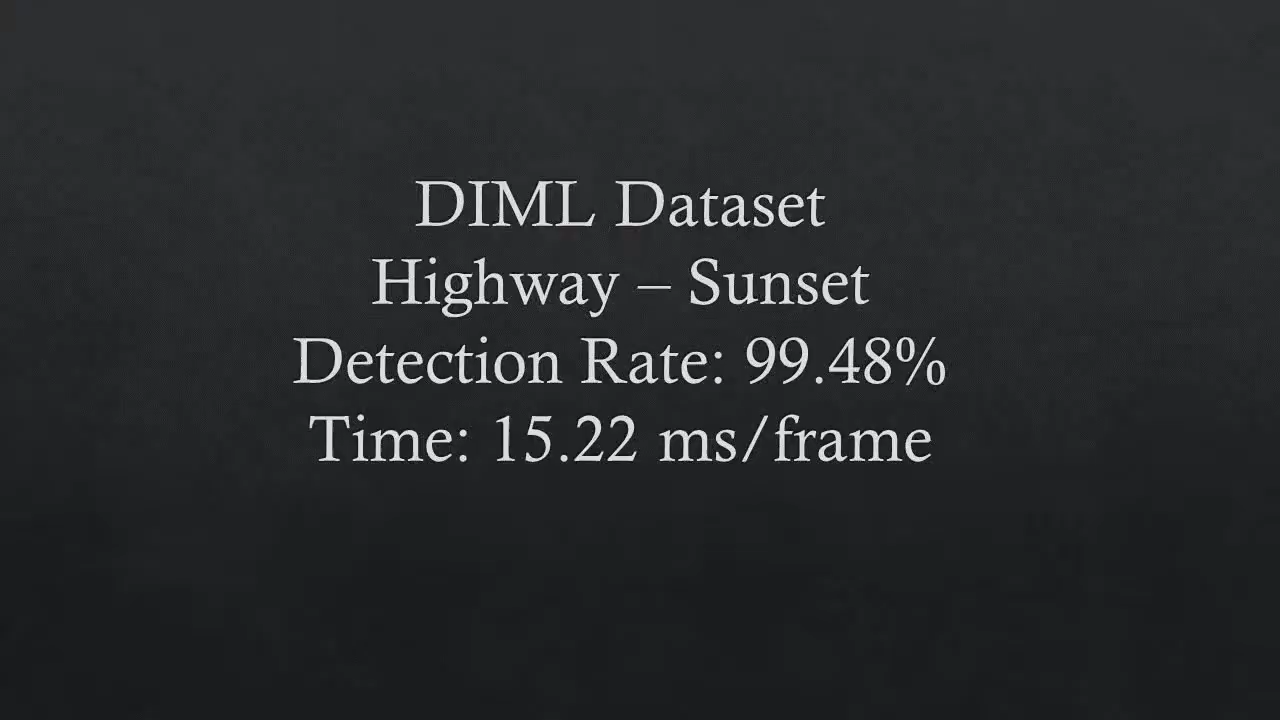 DIML Dataset
Highway – Sunset
Detection Rate: 99.48%
Time: 15.22 ms/frame